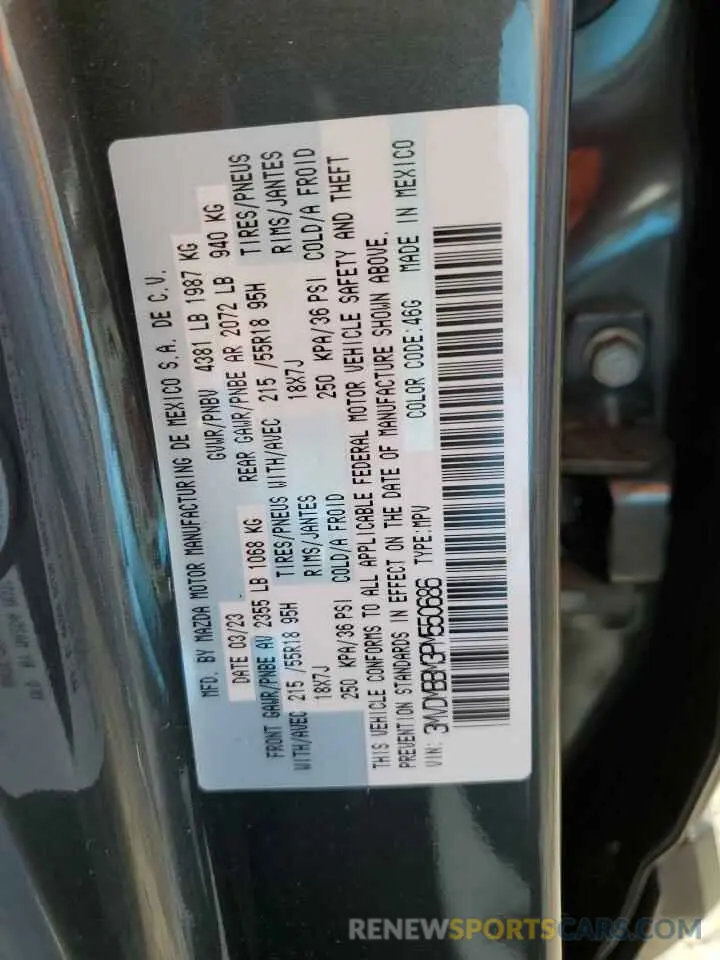 MFD. BY MAZDA MOTOR MANUFACTURING DE MEXICO S.A. DE C.V.
DATE 03/23 GVWR/PNBV 4381 LB 1987 KG
FRONT GAWR/PNBE AV 2355 LB 1068 KG REAR GAWR/PNBE AR 2072 LB 940 KG
WITH/AVEC 215 /55R18 95H TIRES/PNEUS WITH/AVEC 215 /55R18 95H TIRES/PNEUS
18X7J RIMS/JANTES 18X7J RIMS/JANTES
250 KPA/36 PSI COLD/A FROID 250 KPA/36 PSI COLD/A FROID
THIS VEHICLE CONFORMS TO ALL APPLICABLE FEDERAL MOTOR VEHICLE SAFETY AND THEFT
PREVENTION STANDARDS IN EFFECT ON THE DATE OF MANUFACTURE SHOWN ABOVE.
VIN: 3MVDMBBM3PM550686 TYPE:MPV COLOR CODE:46G MADE IN MEXICO
RENEWSPORTSCARS.COM